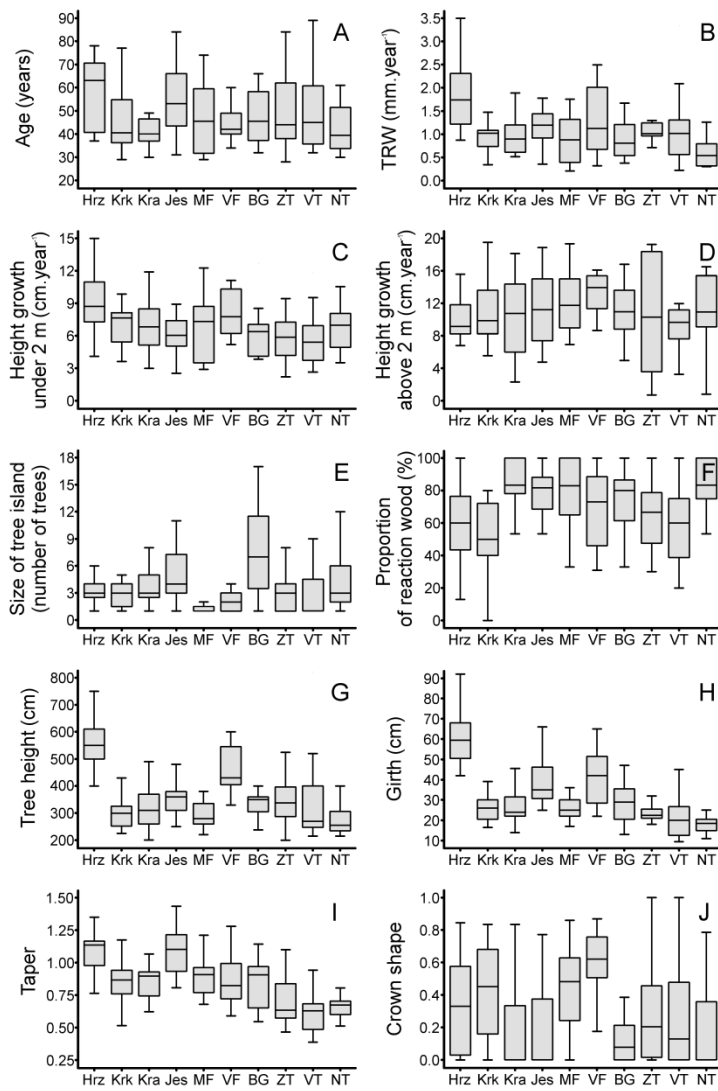 A
B
Age (years)
TRW (mm.year⁻¹)
90
80
70
60
50
40
30
20
3.5
3.0
2.5
2.0
1.5
1.0
0.5
0.0
Hrz Krk Kra Jes MF VF BG ZT VT NT
Hrz Krk Kra Jes MF VF BG ZT VT NT
C
D
Height growth
under 2 m (cm.year⁻¹)
Height growth
above 2 m (cm.year⁻¹)
15
12
9
6
3
0
20
16
12
8
4
0
Hrz Krk Kra Jes MF VF BG ZT VT NT
Hrz Krk Kra Jes MF VF BG ZT VT NT
E
F
Size of tree island
(number of trees)
Proportion
of reaction wood (%)
18
15
12
9
6
3
0
100
80
60
40
20
0
Hrz Krk Kra Jes MF VF BG ZT VT NT
Hrz Krk Kra Jes MF VF BG ZT VT NT
G
H
Tree height (cm)
Girth (cm)
800
700
600
500
400
300
200
90
80
70
60
50
40
30
20
10
Hrz Krk Kra Jes MF VF BG ZT VT NT
Hrz Krk Kra Jes MF VF BG ZT VT NT
I
J
Taper
Crown shape
1.50
1.25
1.00
0.75
0.50
0.25
1.0
0.8
0.6
0.4
0.2
0.0
Hrz Krk Kra Jes MF VF BG ZT VT NT
Hrz Krk Kra Jes MF VF BG ZT VT NT